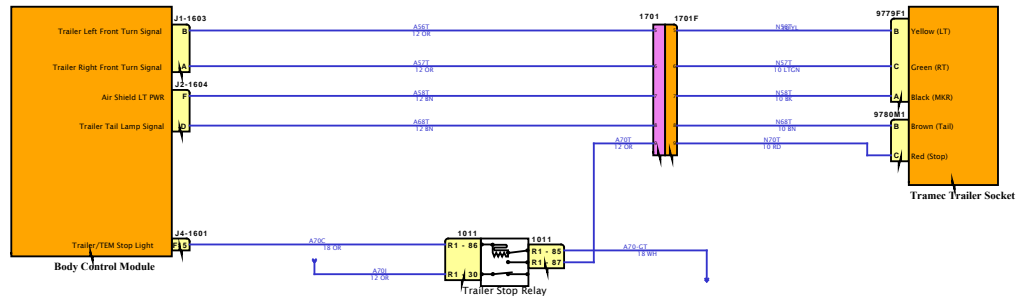 J1-1603
1701
1701F
9779F1
Trailer Left Front Turn Signal
B
A56T
12 OR
N56T
B
Yellow (LT)
Trailer Right Front Turn Signal
A
A57T
12 OR
N57T
10 LTGN
C
Green (RT)
J2-1604
Air Shield LT PWR
F
A58T
12 BN
7
7
N58T
10 BK
A
Black (MKR)
9780M1
Trailer Tail Lamp Signal
D
A68T
12 BN
N68T
10 BN
B
Brown (Tail)
A70T
12 OR
N70T
10 RD
C
Red (Stop)
Tramec Trailer Socket
J4-1601
Trailer/TEM Stop Light
F15
A70C
18 OR
1011
R1 - 86
1011
R1 - 85
A70-GT
18 WH
R1 - 87
Body Control Module
A70J
12 OR
R1 30
Trailer Stop Relay